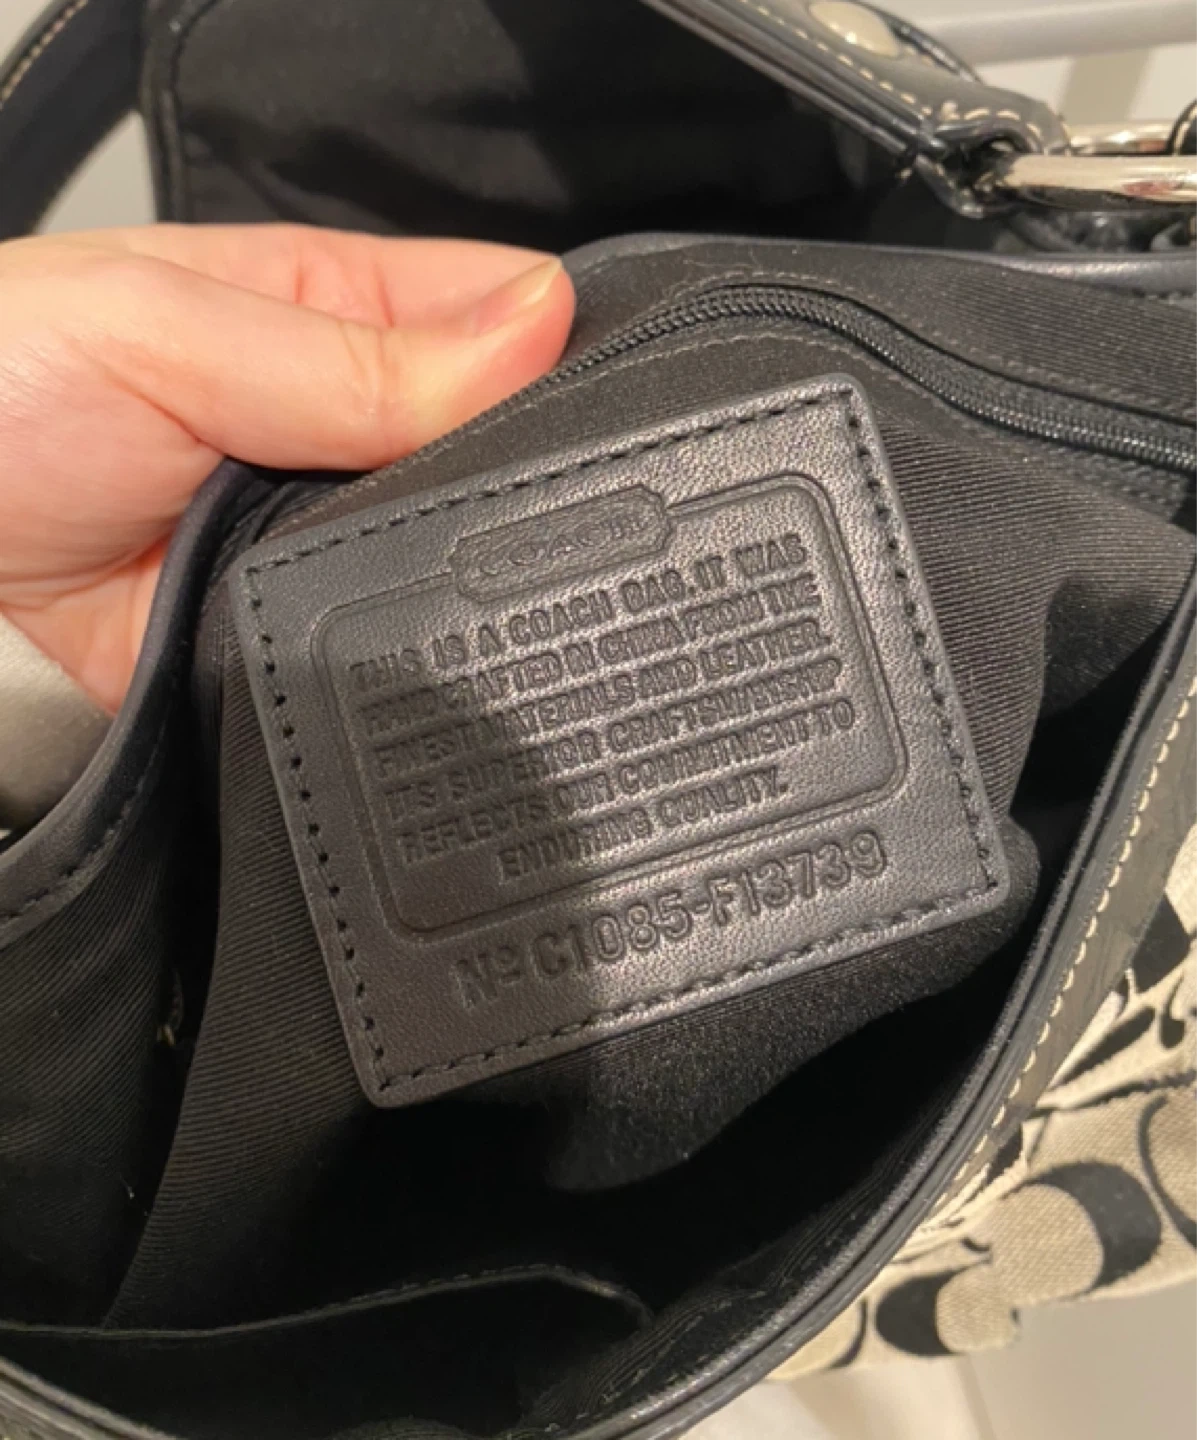 COACH
THIS IS A COACH BAG. IT WAS
HANDCRAFTED IN CHINA FROM THE
FINEST MATERIALS AND LEATHER.
ITS SUPERIOR CRAFTSMANSHIP
REFLECTS OUR COMMITMENT TO
ENDURING QUALITY.
Nº C1085-F13739